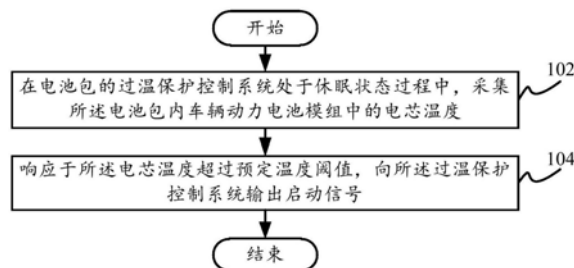 开始
在电池包的过温保护控制系统处于休眠状态过程中，采集
所述电池包内车辆动力电池模组中的电芯温度
102
响应于所述电芯温度超过预定温度阈值，向所述过温保护
控制系统输出启动信号
104
结束